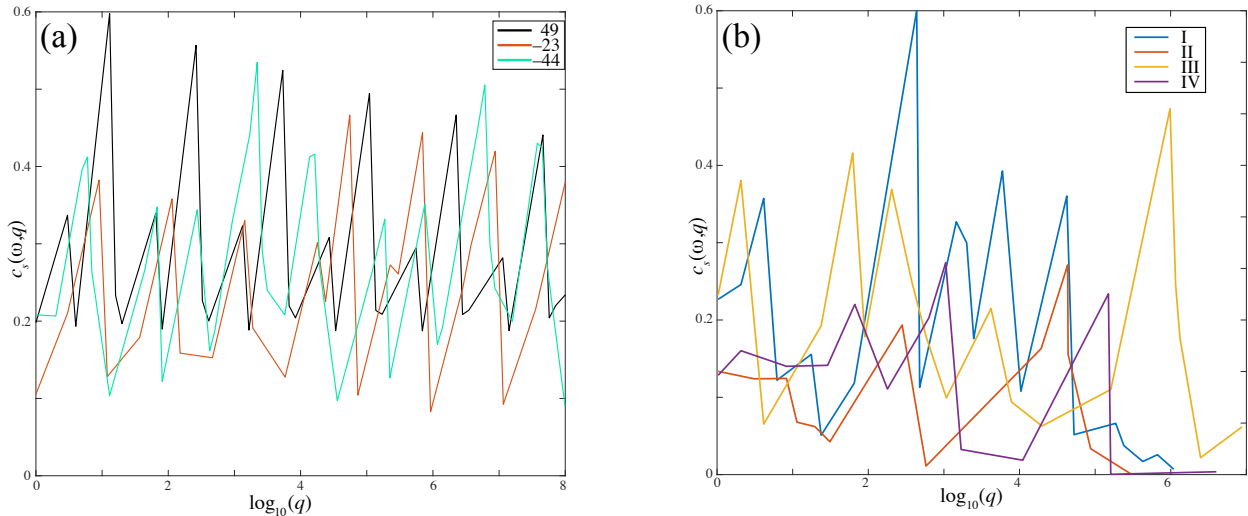 (a)
49
–23
–44
0.6
0.4
0.2
0
c_s(ω,q)
0 2 4 6 8
log10(q)
(b)
I
II
III
IV
0.6
0.4
0.2
0
c_s(ω,q)
0 2 4 6
log10(q)